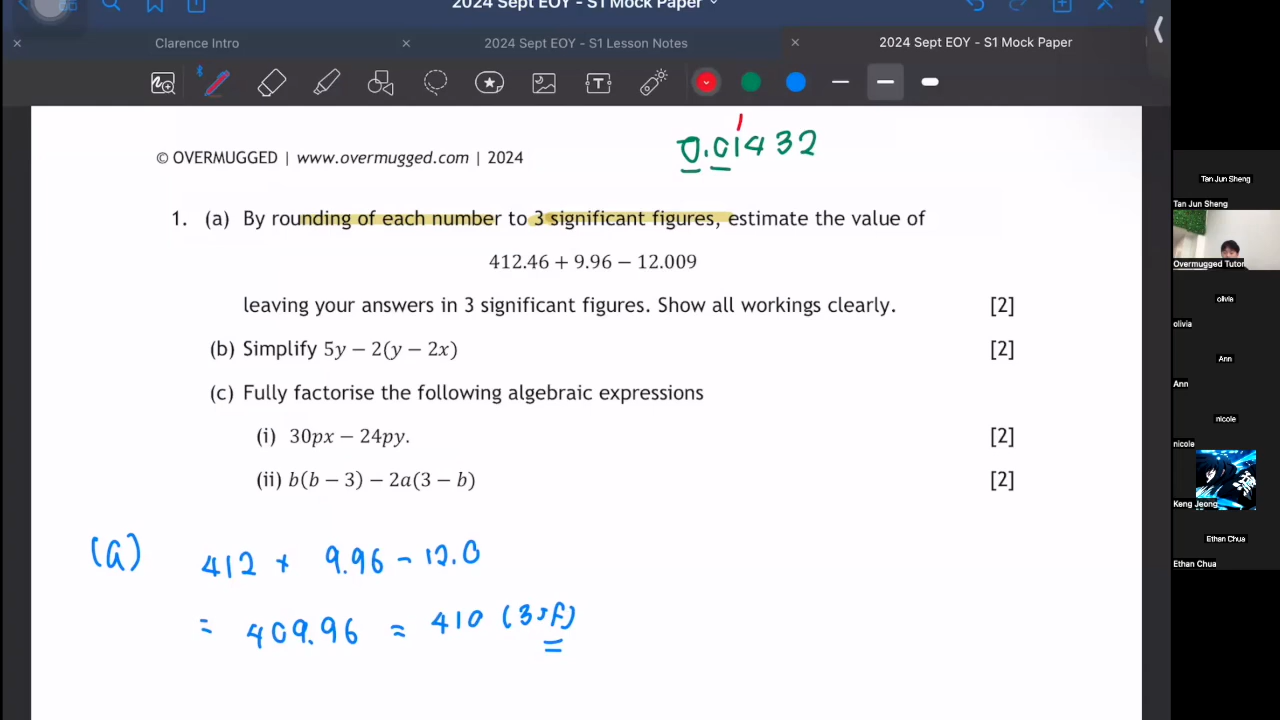 2024 Sept EOY - S1 Mock Paper
Clarence Intro
2024 Sept EOY - S1 Lesson Notes
2024 Sept EOY - S1 Mock Paper
© OVERMUGGED | www.overmugged.com | 2024
0.01432
1. (a) By rounding of each number to 3 significant figures, estimate the value of
412.46 + 9.96 − 12.009
leaving your answers in 3 significant figures. Show all workings clearly. [2]
(b) Simplify 5y − 2(y − 2x) [2]
(c) Fully factorise the following algebraic expressions
(i) 30px − 24py. [2]
(ii) b(b − 3) − 2a(3 − b) [2]
(a) 412 + 9.96 - 12.0
= 409.96 = 410 (3sf)
Tan Jun Sheng
Tan Jun Sheng
Overmugged Tutor
olivia
olivia
Ann
Ann
nicole
nicole
Keng Jeong
Ethan Chua
Ethan Chua